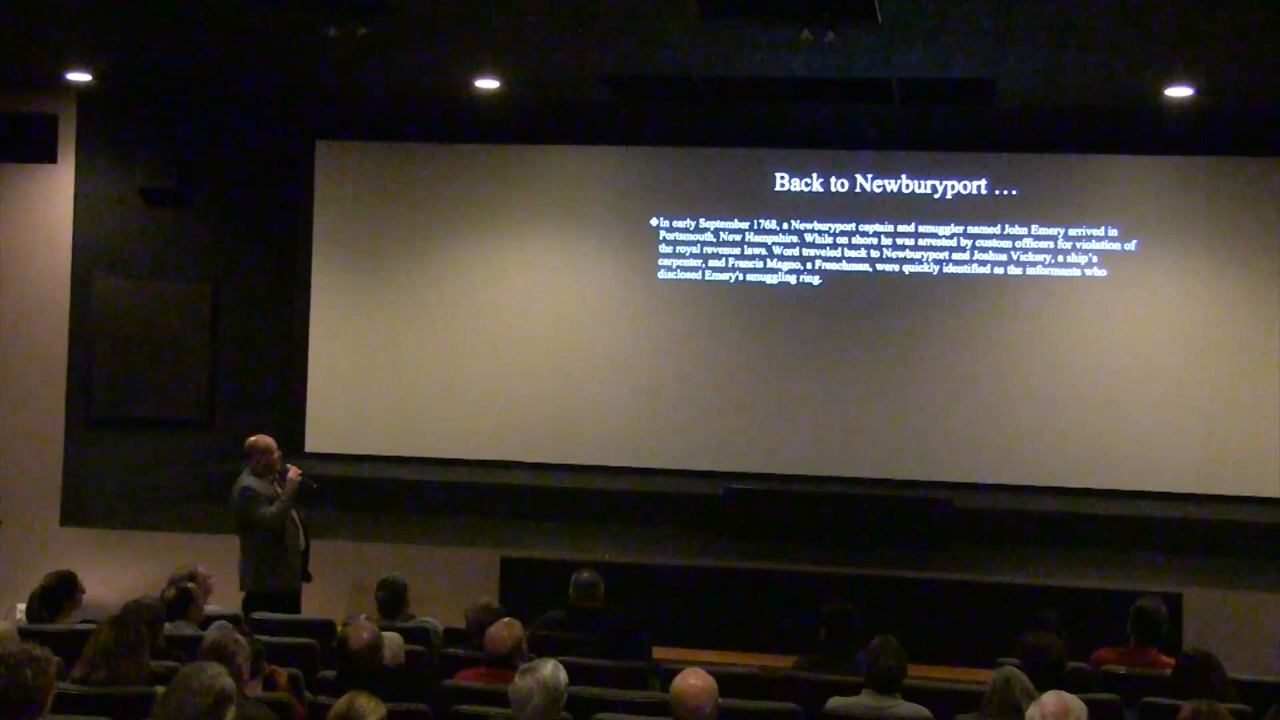 Back to Newburyport ...
❖In early September 1768, a Newburyport captain and smuggler named John Emery arrived in
Portsmouth, New Hampshire. While on shore he was arrested by custom officers for violation of
the royal revenue laws. Word traveled back to Newburyport and Joshua Vickery, a ship's
carpenter, and Francis Magno, a Frenchman, were quickly identified as the informants who
disclosed Emery's smuggling ring.